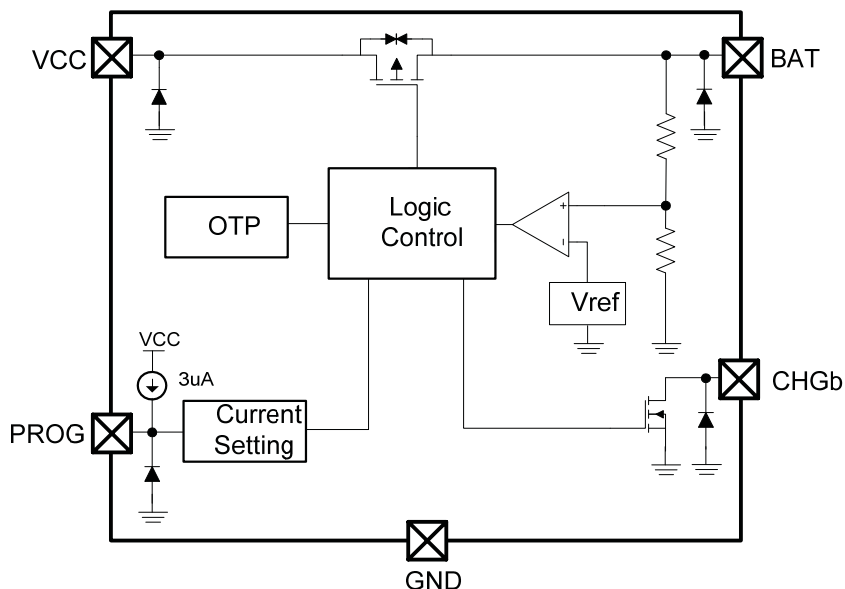 VCC
BAT
OTP
Logic
Control
+
-
Vref
VCC
3uA
CHGb
PROG
Current
Setting
GND